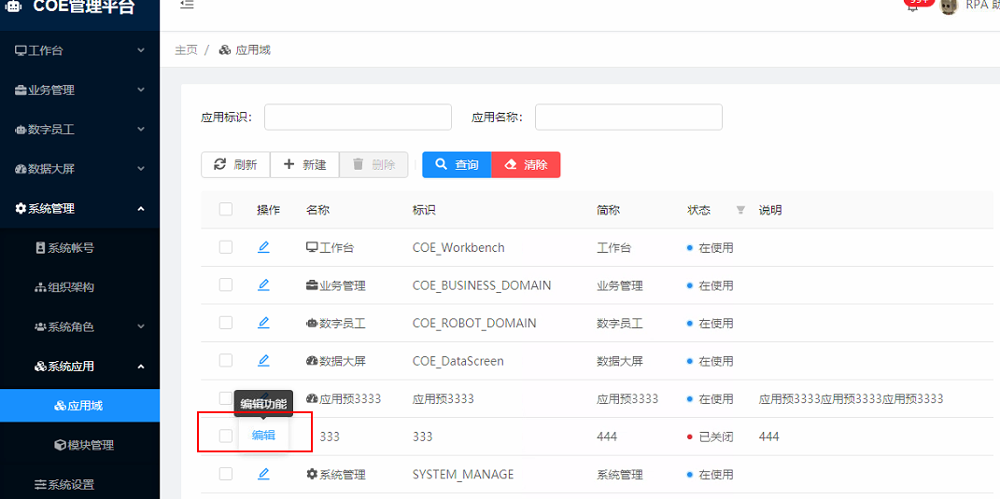 COE管理平台
99+
RPA 助
工作台
主页 / 应用域
业务管理
应用标识： 应用名称：
数字员工
刷新 新建 删除 查询 清除
数据大屏
系统管理
操作 名称 标识 简称 状态 说明
系统帐号
工作台 COE_Workbench 工作台 在使用
组织架构
业务管理 COE_BUSINESS_DOMAIN 业务管理 在使用
系统角色
数字员工 COE_ROBOT_DOMAIN 数字员工 在使用
系统应用
数据大屏 COE_DataScreen 数据大屏 在使用
应用域
应用预3333 应用预3333 应用预3333 在使用 应用预3333应用预3333应用预3333
编辑功能
模块管理
编辑 333 333 444 已关闭 444
系统设置
系统管理 SYSTEM_MANAGE 系统管理 在使用